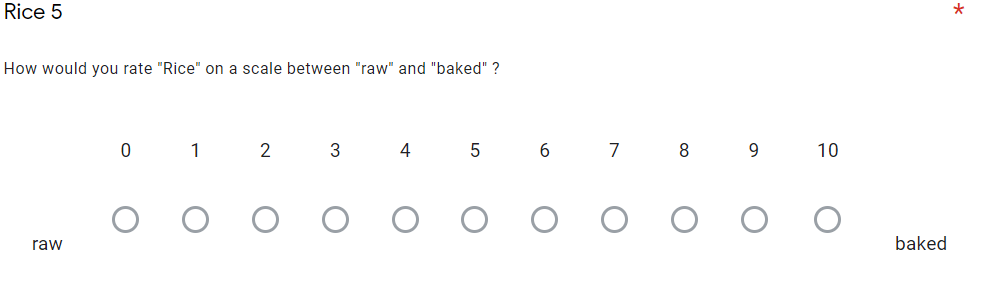 Rice 5 *
How would you rate "Rice" on a scale between "raw" and "baked" ?
0 1 2 3 4 5 6 7 8 9 10
raw baked